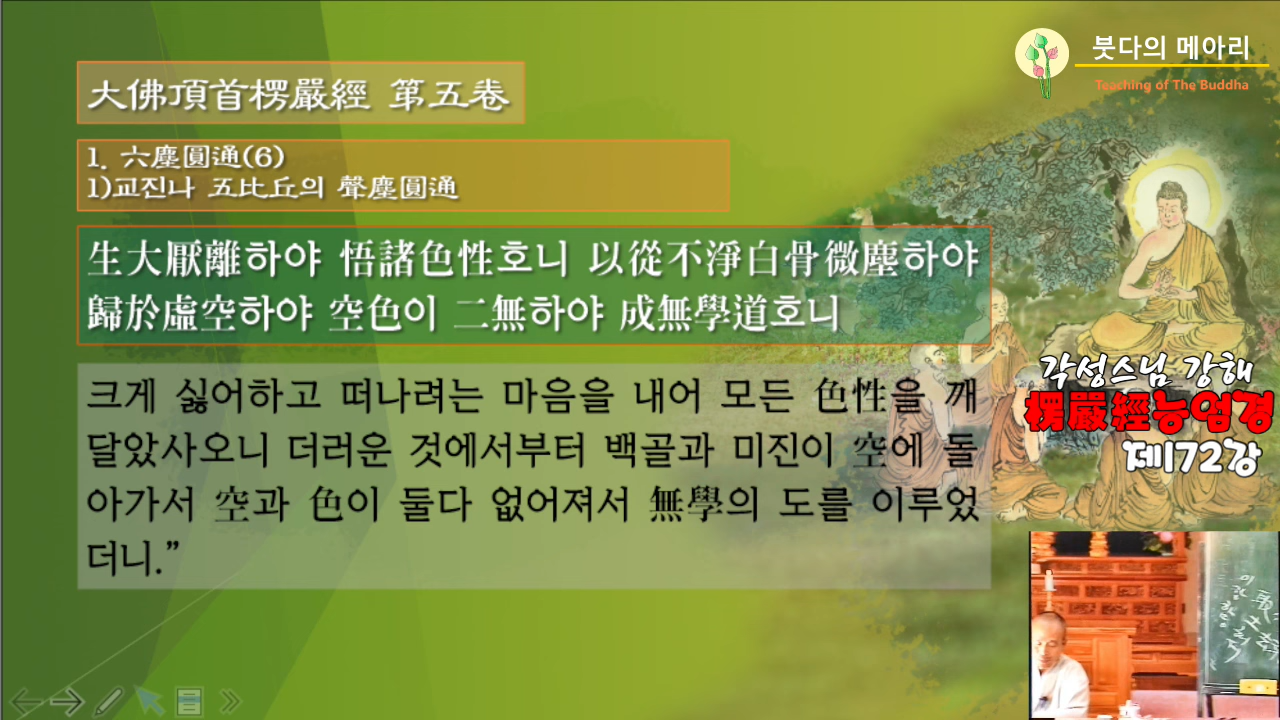 大佛頂首楞嚴經 第五卷
1. 六塵圓通(6)
1)교진나 五比丘의 聲塵圓通
生大厭離하야 悟諸色性호니 以從不淨白骨微塵하야
歸於虛空하야 空色이 二無하야 成無學道호니
크게 싫어하고 떠나려는 마음을 내어 모든 色性을 깨
달았사오니 더러운 것에서부터 백골과 미진이 空에 돌
아가서 空과 色이 둘다 없어져서 無學의 도를 이루었
더니.”
붓다의 메아리
Teaching of The Buddha
각성스님 강해
楞嚴經능엄경
제172강